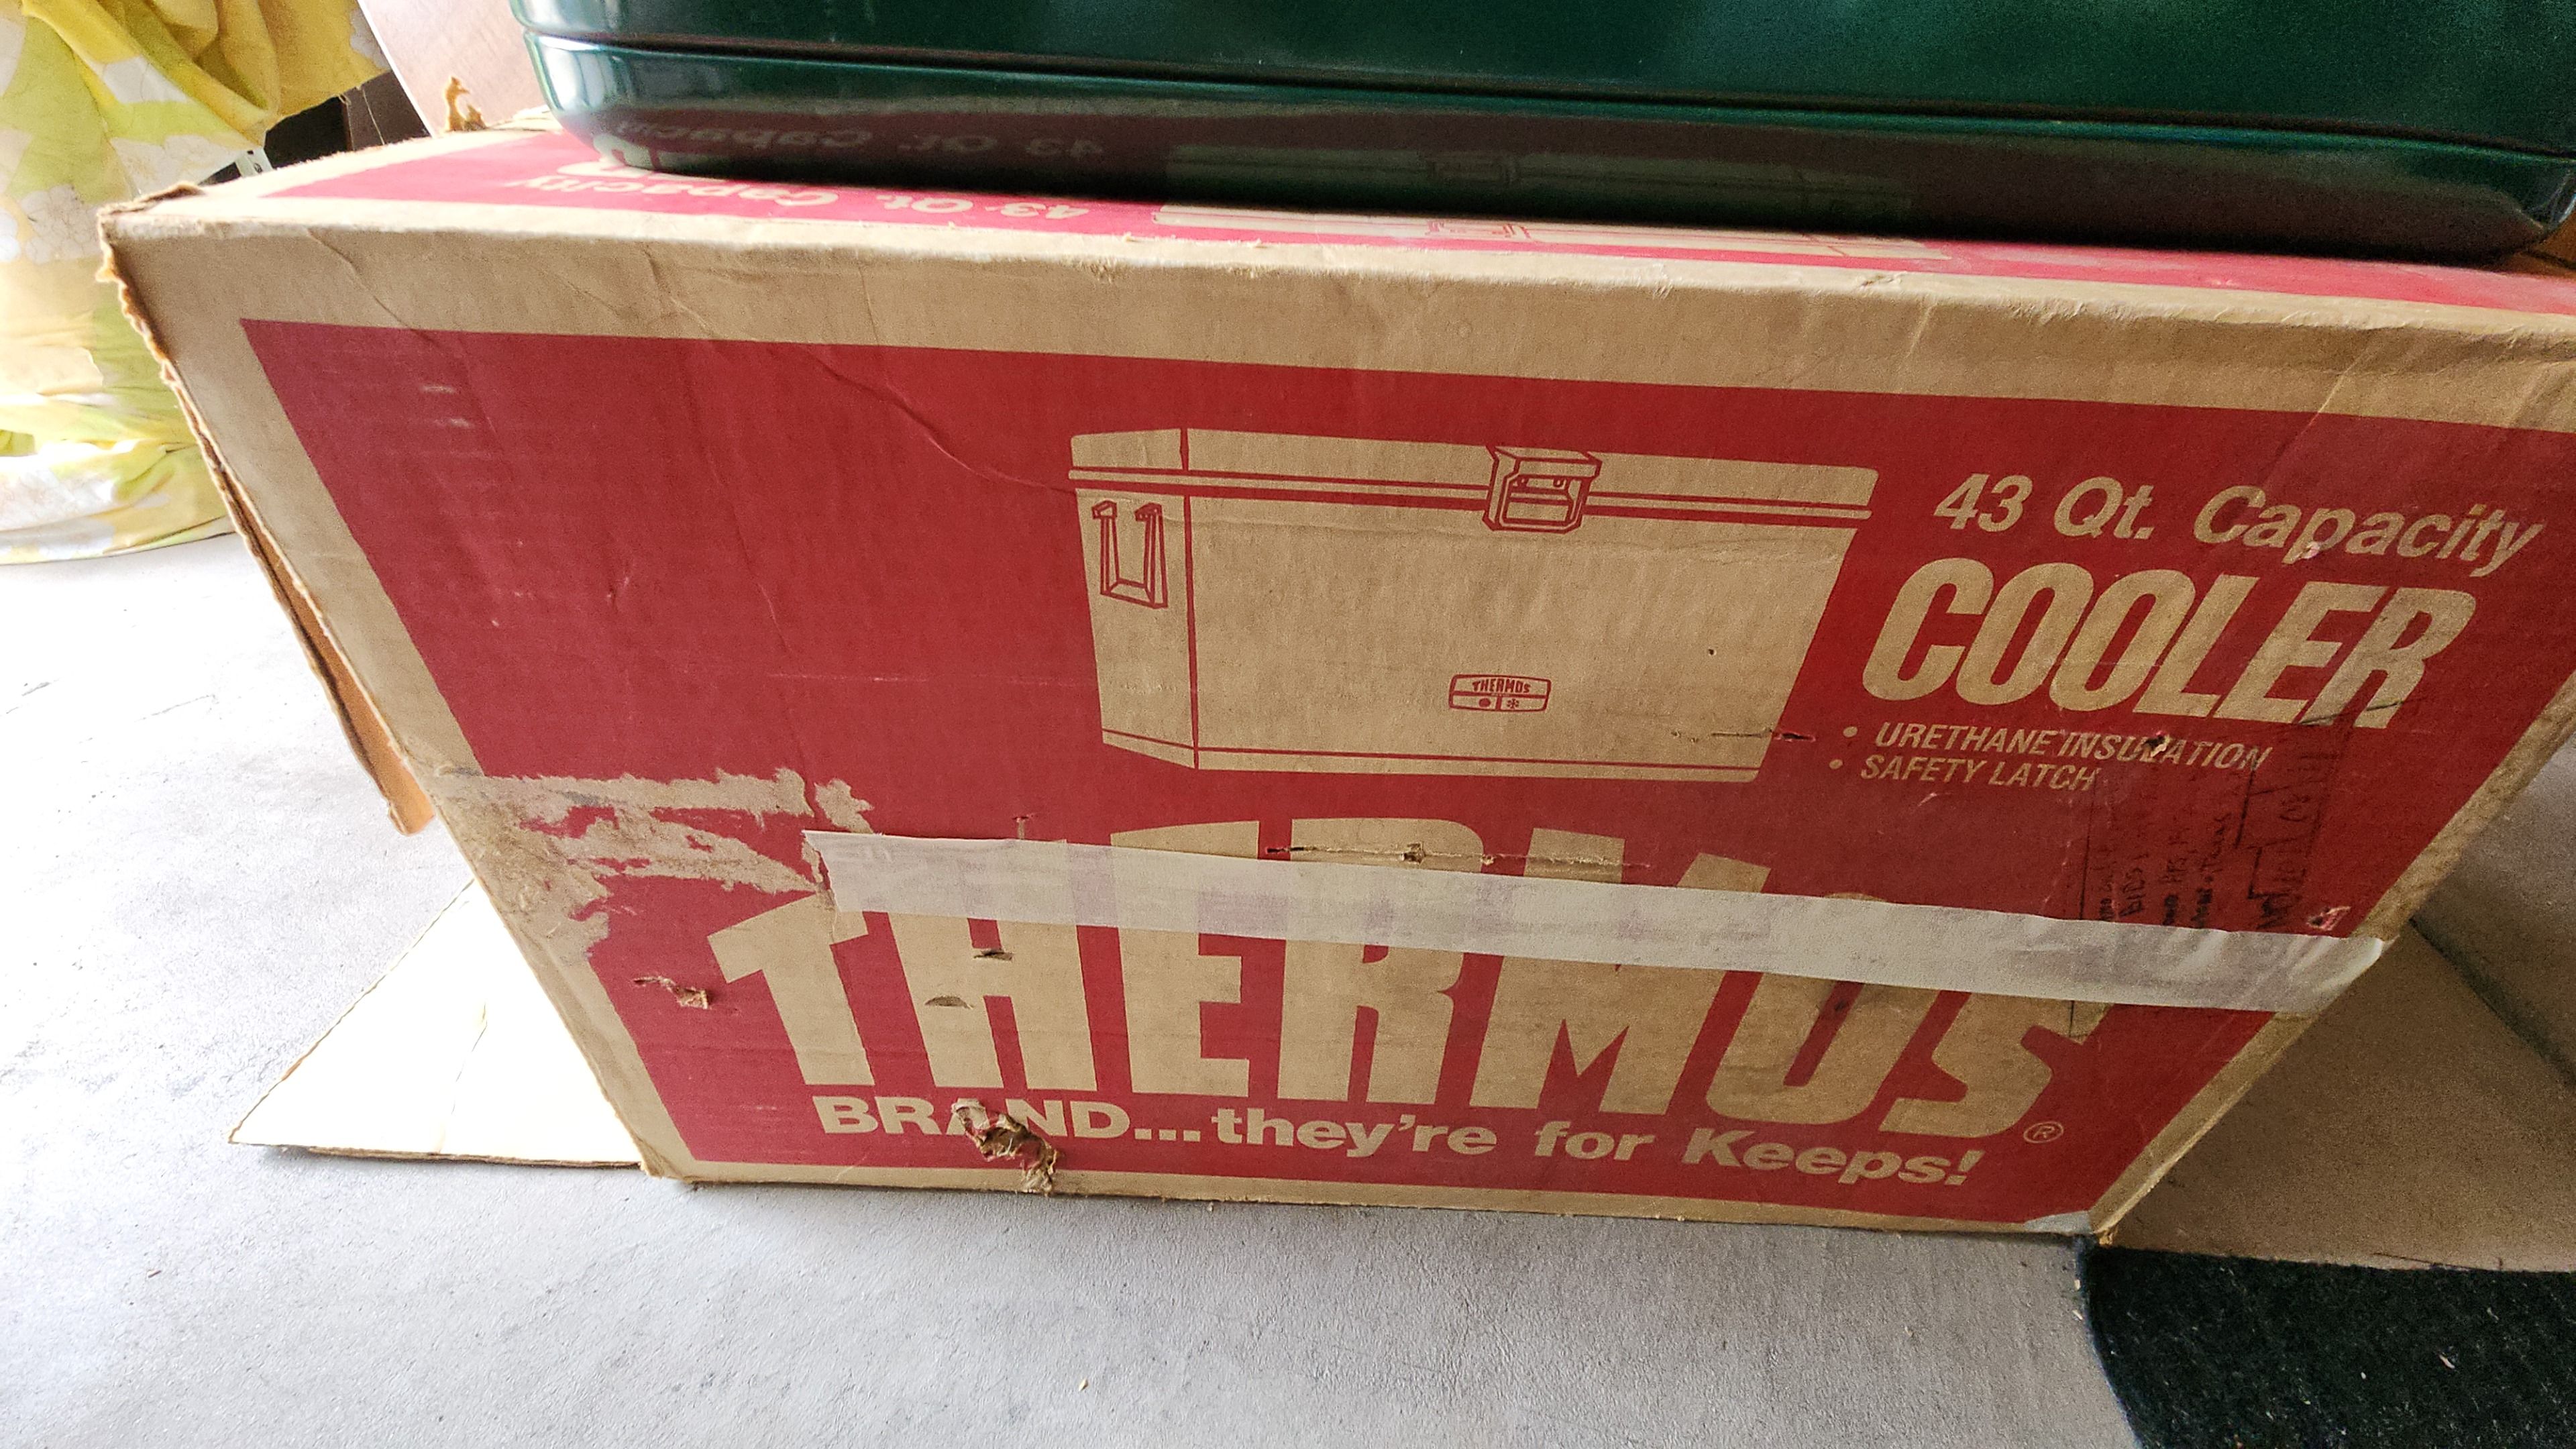 43 Qt. Capacity
43 Qt. Capacity
COOLER
• URETHANE INSULATION
• SAFETY LATCH
THERMOS
THERMOS®
BRAND...they're for Keeps!